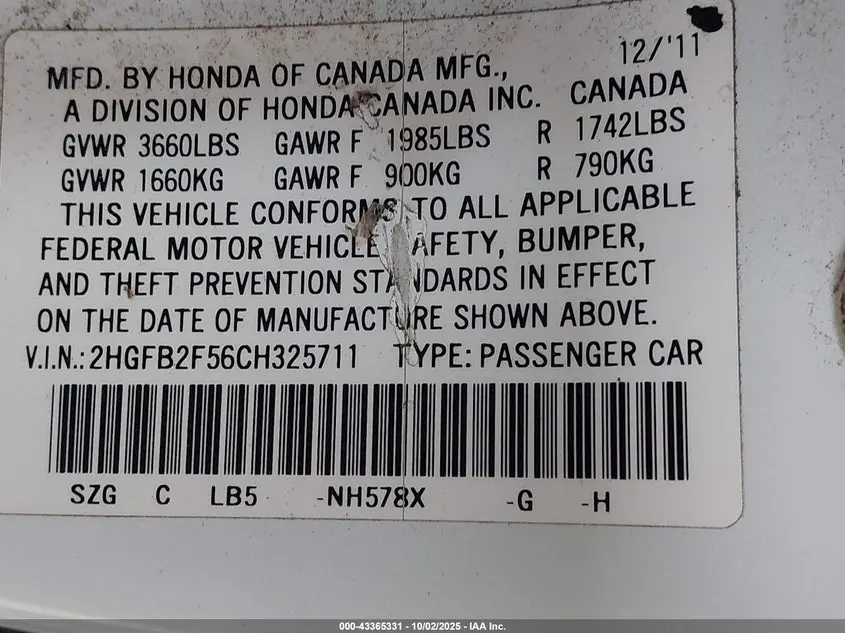 12/'11
MFD. BY HONDA OF CANADA MFG.,
A DIVISION OF HONDA CANADA INC. CANADA
GVWR 3660LBS GAWR F 1985LBS R 1742LBS
GVWR 1660KG GAWR F 900KG R 790KG
THIS VEHICLE CONFORMS TO ALL APPLICABLE
FEDERAL MOTOR VEHICLE SAFETY, BUMPER,
AND THEFT PREVENTION STANDARDS IN EFFECT
ON THE DATE OF MANUFACTURE SHOWN ABOVE.
V.I.N.: 2HGFB2F56CH325711 TYPE: PASSENGER CAR
SZG C LB5 -NH578X -G -H
000-43365331 - 10/02/2025 - IAA Inc.